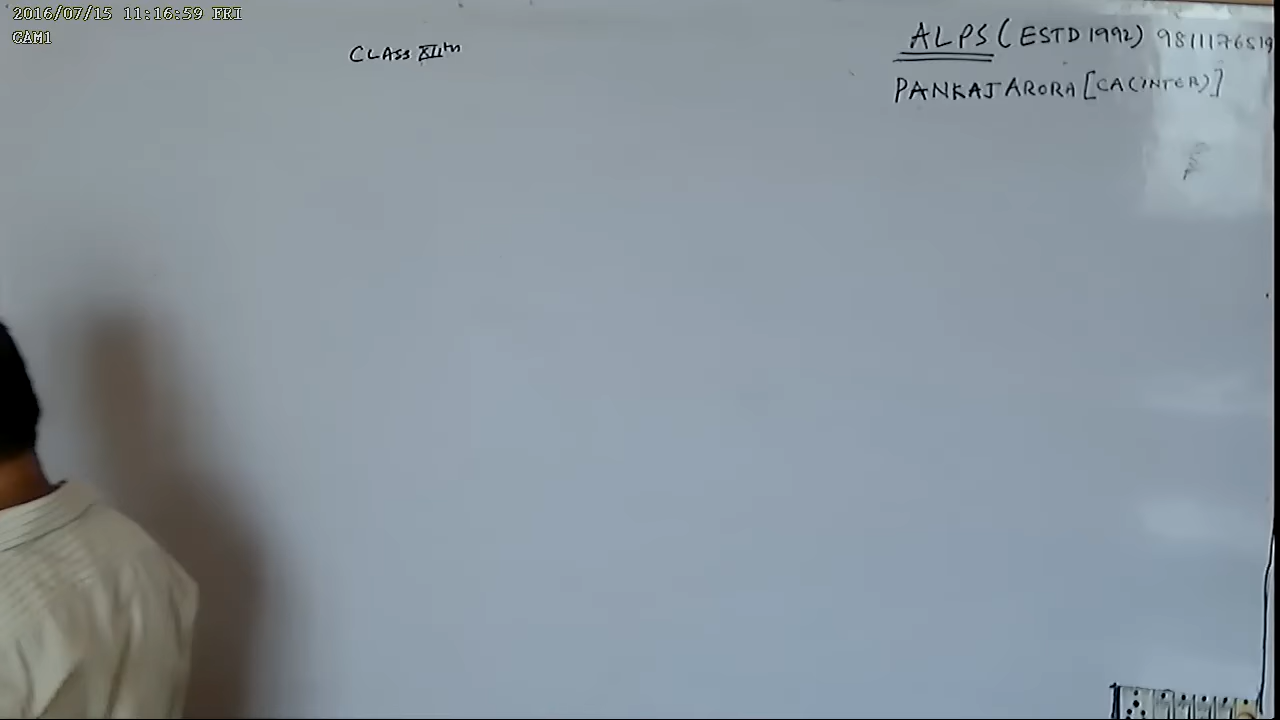 2016/07/15 11:16:59 FRI
CAM1
CLASS XIIth
ALPS (ESTD 1992) 9811176519
PANKAJ ARORA [CA(INTER)]